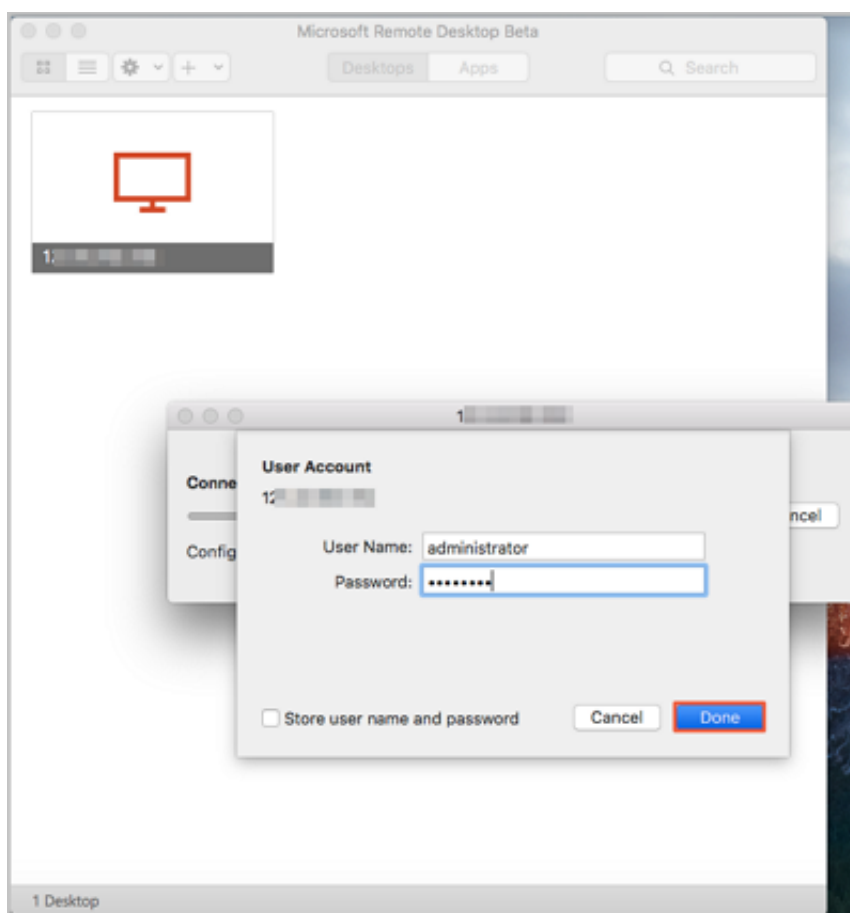 Microsoft Remote Desktop Beta
Desktops Apps Search
User Account
Conne
ncel
Config
User Name: administrator
Password: ••••••••
Store user name and password Cancel Done
1 Desktop